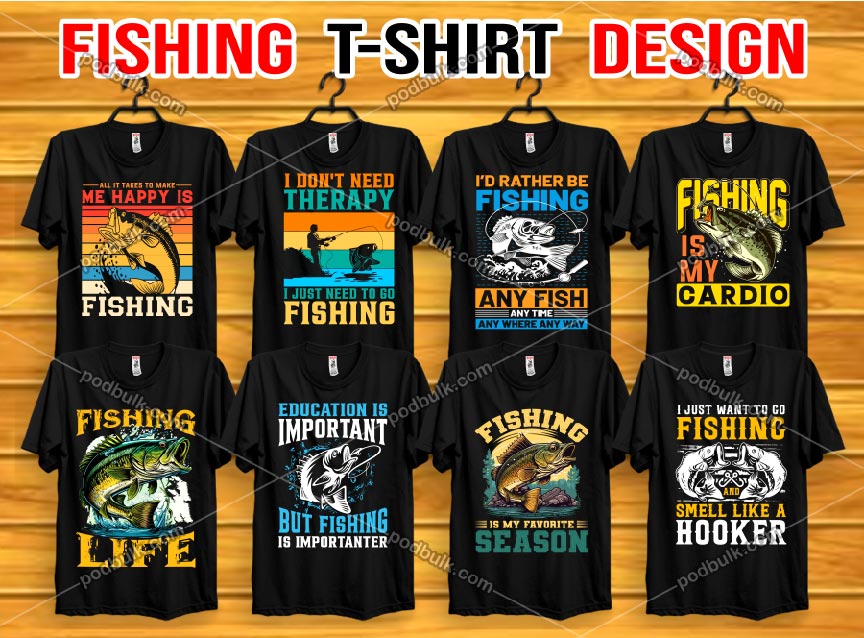 FISHING T-SHIRT DESIGN
ALL IT TAKES TO MAKE
ME HAPPY IS
FISHING
I DON'T NEED
THERAPY
I JUST NEED TO GO
FISHING
I'D RATHER BE
FISHING
ANY FISH
ANY TIME
ANY WHERE ANY WAY
FISHING
IS
MY
CARDIO
FISHING
LIFE
EDUCATION IS
IMPORTANT
BUT FISHING
IS IMPORTANTER
FISHING
IS MY FAVORITE
SEASON
I JUST WANT TO GO
FISHING
AND
SMELL LIKE A
HOOKER
podbulk.com